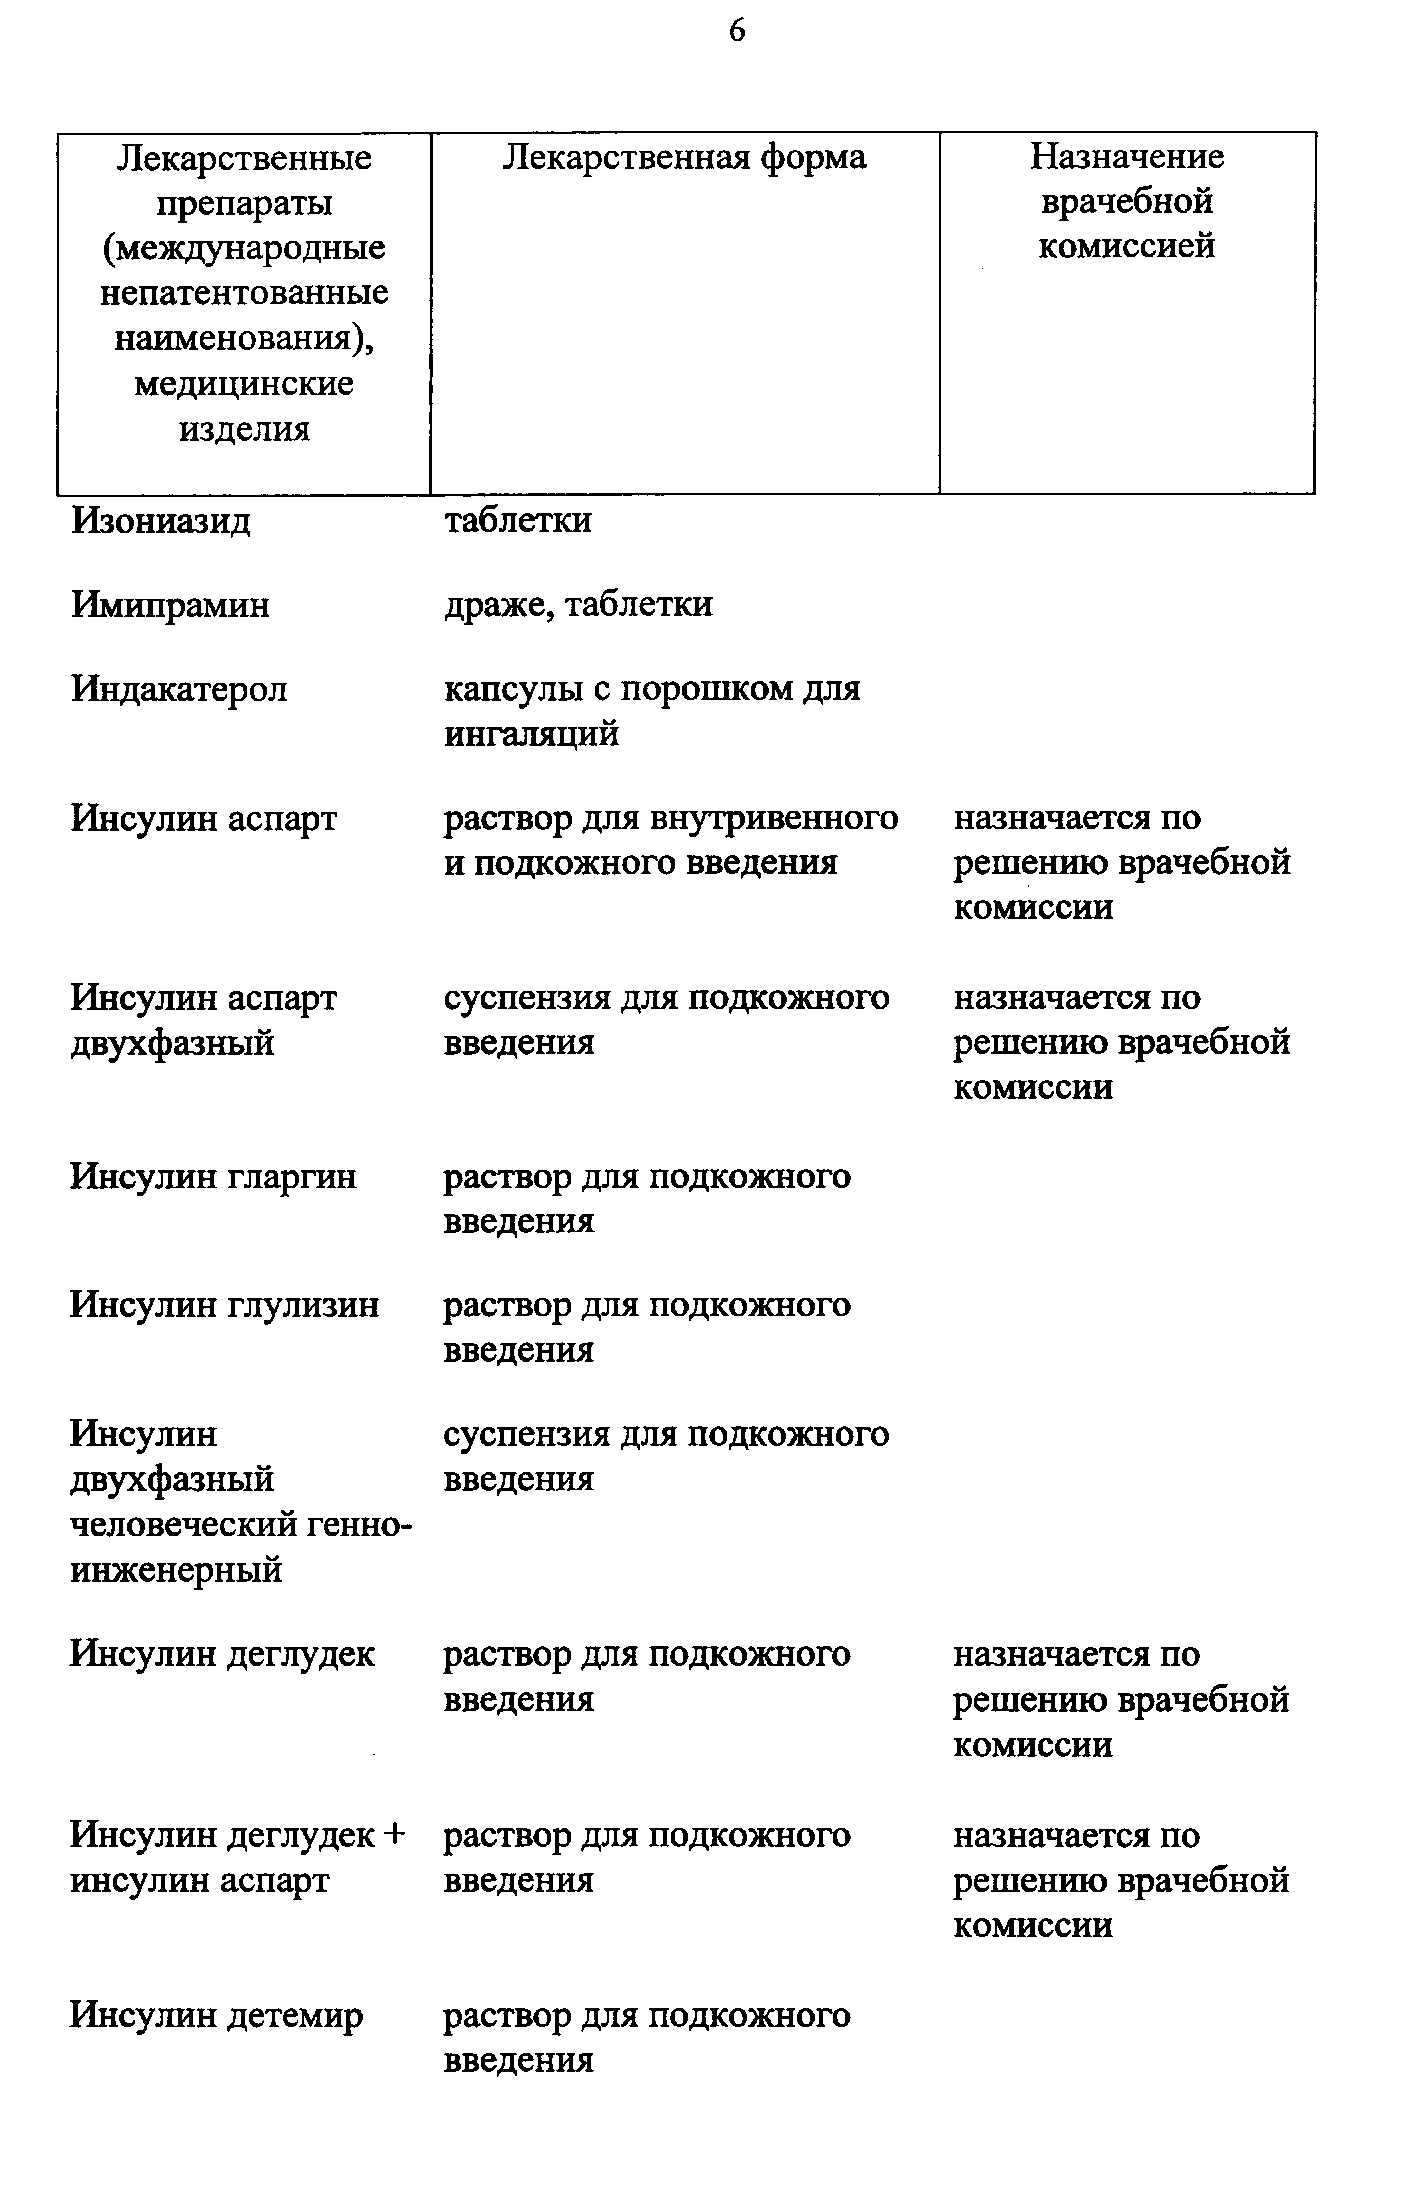 6
Лекарственные
препараты
(международные
непатентованные
наименования),
медицинские
изделия
Лекарственная форма
Назначение
врачебной
комиссией
Изониазид
таблетки
Имипрамин
драже, таблетки
Индакатерол
капсулы с порошком для
ингаляций
Инсулин аспарт
раствор для внутривенного
и подкожного введения
назначается по
решению врачебной
комиссии
Инсулин аспарт
двухфазный
суспензия для подкожного
введения
назначается по
решению врачебной
комиссии
Инсулин гларгин
раствор для подкожного
введения
Инсулин глулизин
раствор для подкожного
введения
Инсулин
двухфазный
человеческий генно-
инженерный
суспензия для подкожного
введения
Инсулин деглудек
раствор для подкожного
введения
назначается по
решению врачебной
комиссии
Инсулин деглудек +
инсулин аспарт
раствор для подкожного
введения
назначается по
решению врачебной
комиссии
Инсулин детемир
раствор для подкожного
введения